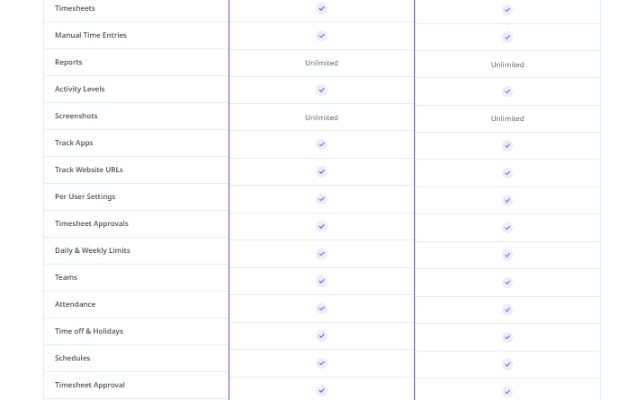 Timesheets
Manual Time Entries
Reports Unlimited Unlimited
Activity Levels
Screenshots Unlimited Unlimited
Track Apps
Track Website URLs
Per User Settings
Timesheet Approvals
Daily & Weekly Limits
Teams
Attendance
Time off & Holidays
Schedules
Timesheet Approval